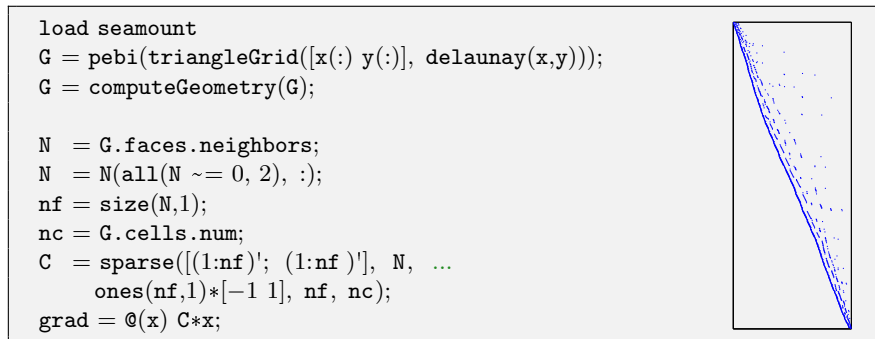 load seamount
G = pebi(triangleGrid([x(:) y(:)], delaunay(x,y)));
G = computeGeometry(G);
N = G.faces.neighbors;
N = N(all(N ~= 0, 2), :);
nf = size(N,1);
nc = G.cells.num;
C = sparse([(1:nf)'; (1:nf )'], N, ...
ones(nf,1)*[−1 1], nf, nc);
grad = @(x) C*x;